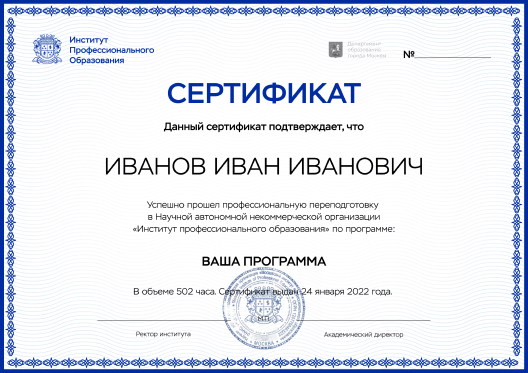 Институт
Профессионального
Образования
Департамент
образования
города Москвы
№
СЕРТИФИКАТ
Данный сертификат подтверждает, что
ИВАНОВ ИВАН ИВАНОВИЧ
Успешно прошел профессиональную переподготовку
в Научной автономной некоммерческой организации
«Институт профессионального образования» по программе:
ВАША ПРОГРАММА
В объеме 502 часа. Сертификат выдан 24 января 2022 года.
М.П.
Ректор института
Академический директор
МОСКВА